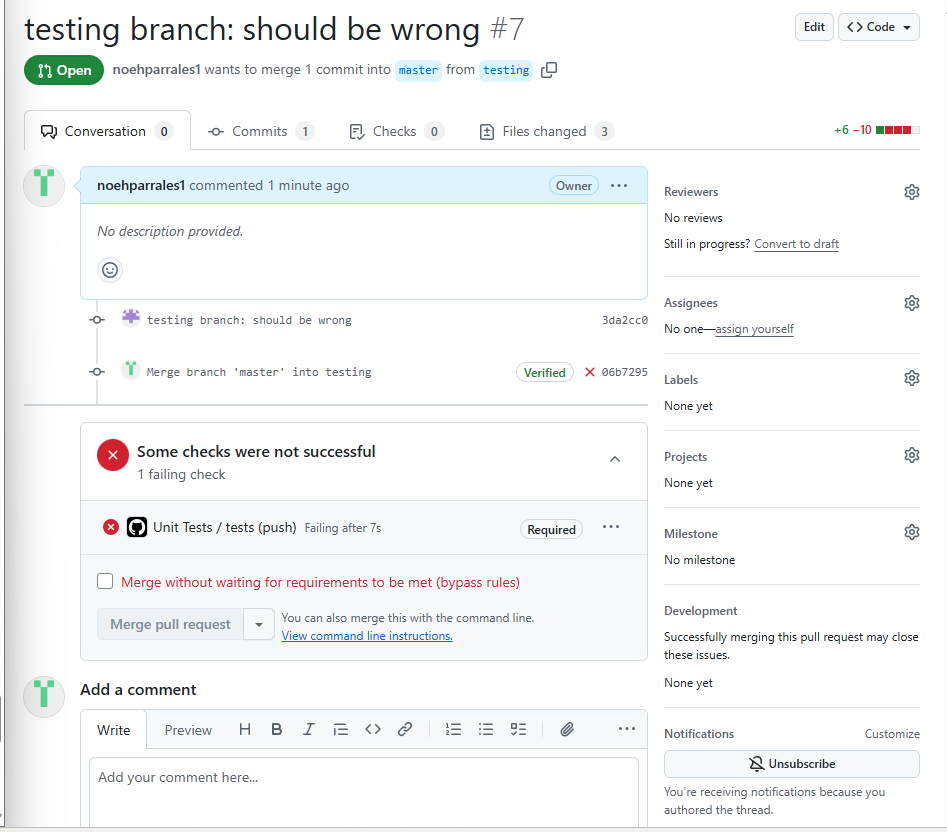 testing branch: should be wrong #7
Edit
<> Code
Open
noehparrales1 wants to merge 1 commit into master from testing
Conversation 0
Commits 1
Checks 0
Files changed 3
+6 −10
noehparrales1 commented 1 minute ago
Owner
No description provided.
testing branch: should be wrong
3da2cc0
Merge branch 'master' into testing
Verified
06b7295
Some checks were not successful
1 failing check
Unit Tests / tests (push) Failing after 7s
Required
Merge without waiting for requirements to be met (bypass rules)
Merge pull request
You can also merge this with the command line.
View command line instructions.
Add a comment
Write
Preview
H B I
Add your comment here...
Reviewers
No reviews
Still in progress? Convert to draft
Assignees
No one—assign yourself
Labels
None yet
Projects
None yet
Milestone
No milestone
Development
Successfully merging this pull request may close
these issues.
None yet
Notifications
Customize
Unsubscribe
You're receiving notifications because you
authored the thread.